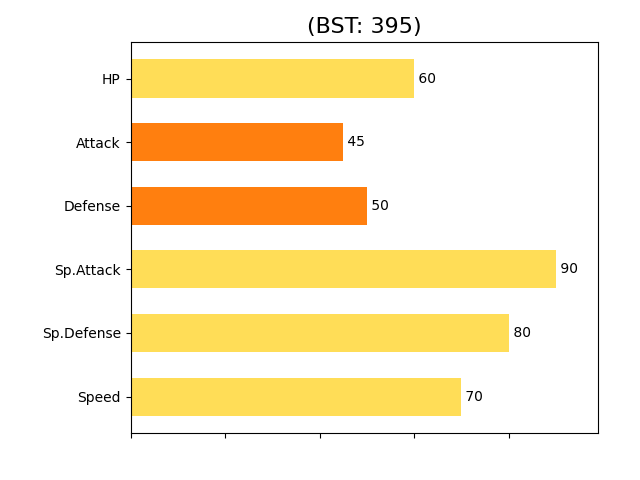 (BST: 395)
HP 60
Attack 45
Defense 50
Sp.Attack 90
Sp.Defense 80
Speed 70